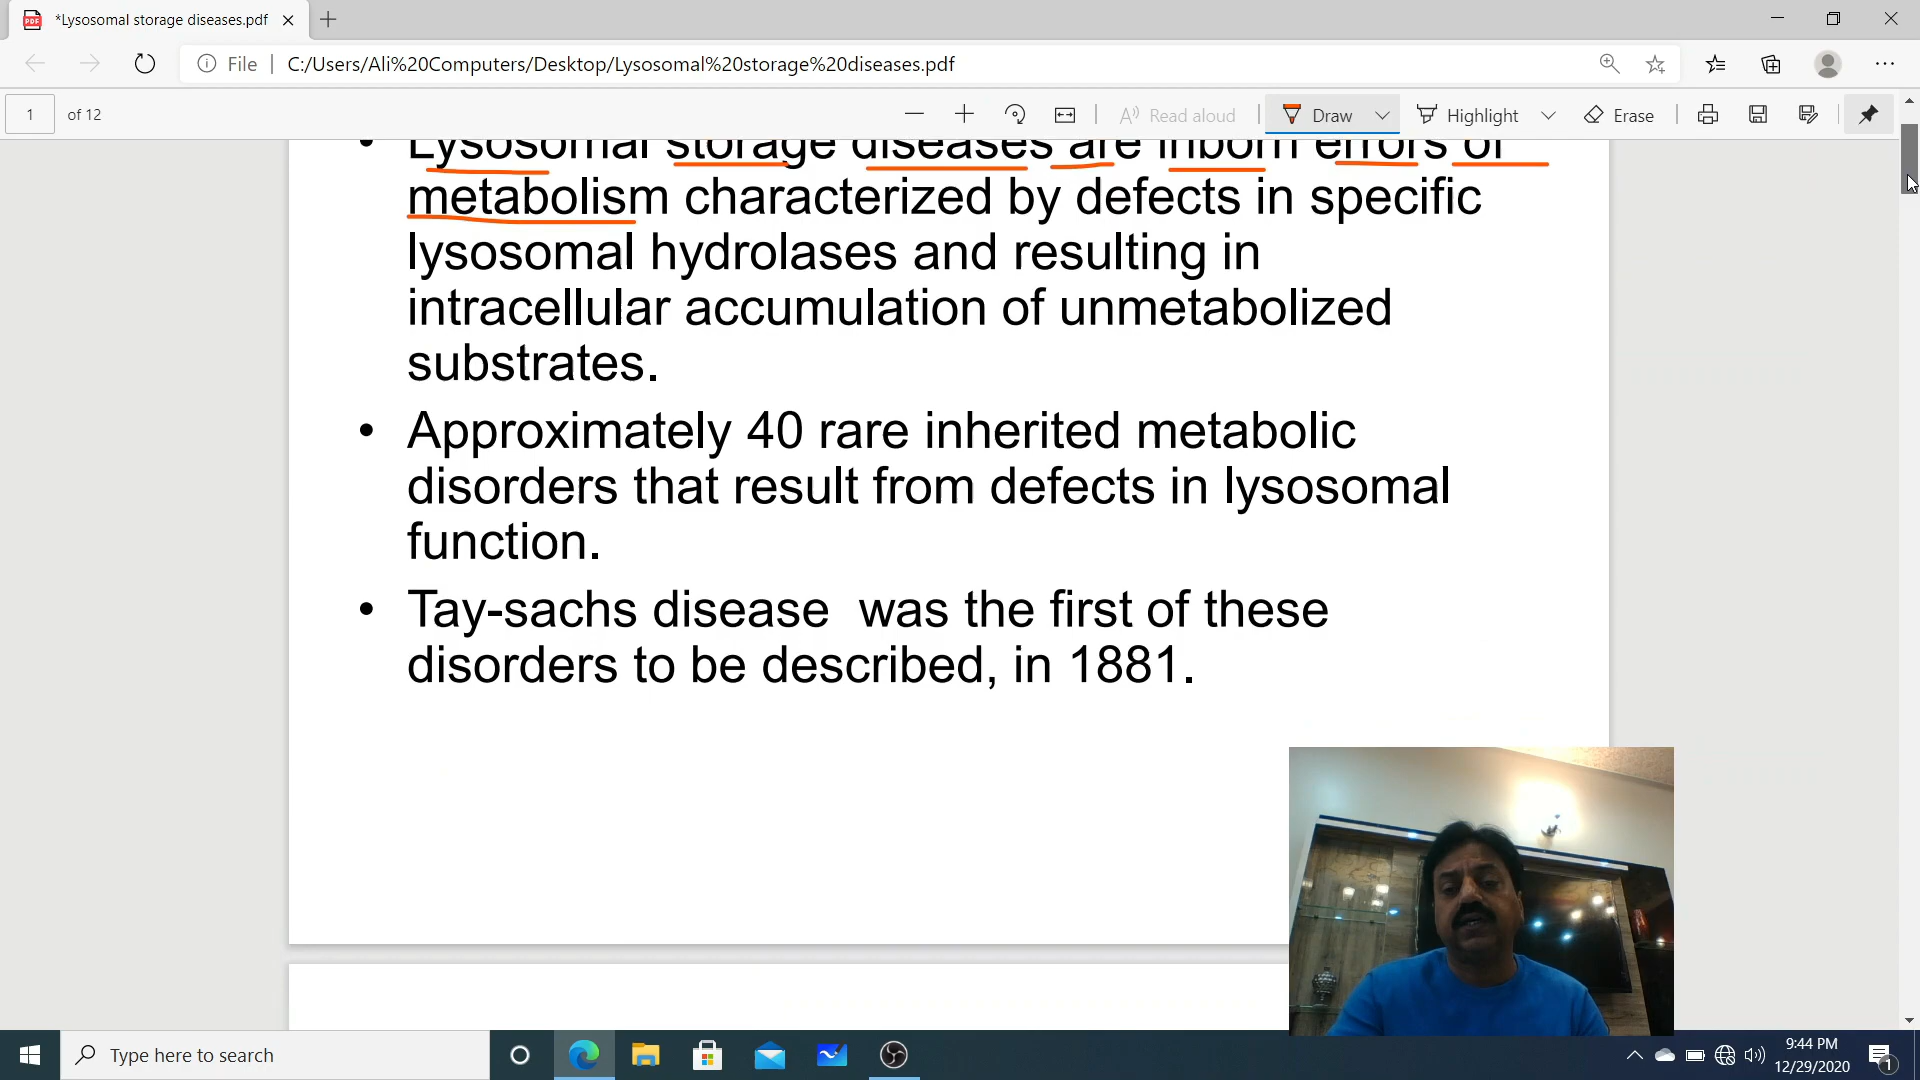 *Lysosomal storage diseases.pdf
File
C:/Users/Ali%20Computers/Desktop/Lysosomal%20storage%20diseases.pdf
1 of 12
Read aloud
Draw
Highlight
Erase
• Lysosomal storage diseases are inborn errors of
metabolism characterized by defects in specific
lysosomal hydrolases and resulting in
intracellular accumulation of unmetabolized
substrates.
• Approximately 40 rare inherited metabolic
disorders that result from defects in lysosomal
function.
• Tay-sachs disease was the first of these
disorders to be described, in 1881.
Type here to search
9:44 PM
12/29/2020
1